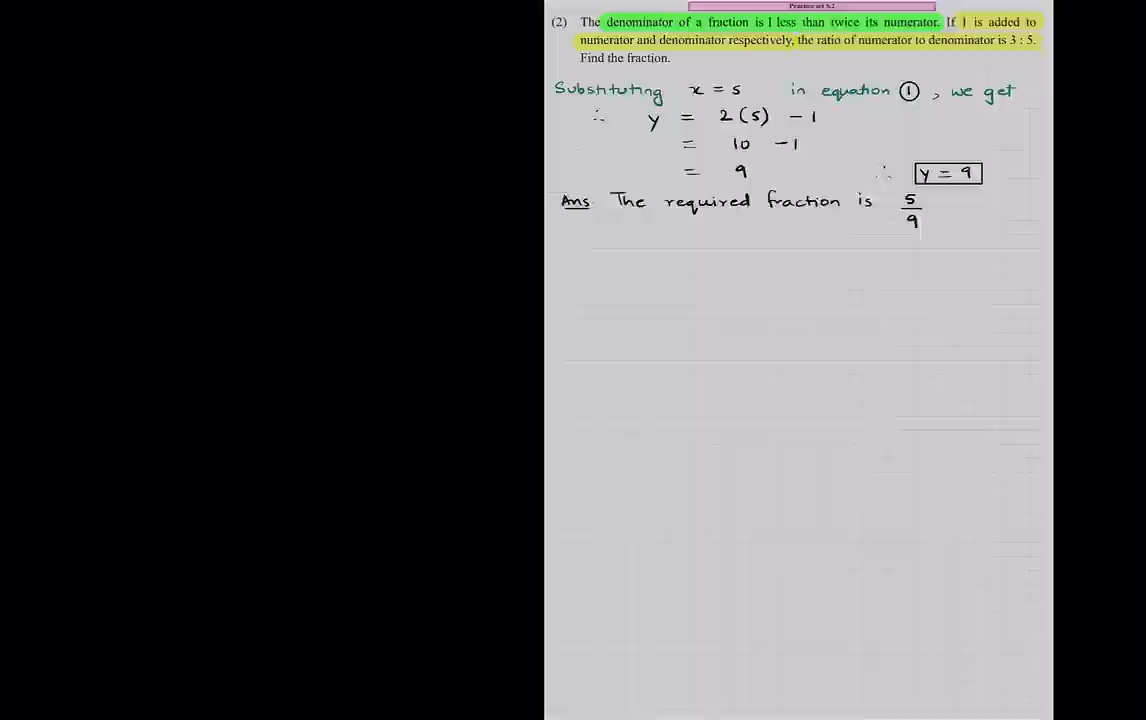 Practice set 5.2
(2) The denominator of a fraction is 1 less than twice its numerator. If 1 is added to
numerator and denominator respectively, the ratio of numerator to denominator is 3 : 5.
Find the fraction.
Substituting x = 5 in equation ①, we get
∴ y = 2(5) - 1
= 10 - 1
= 9 ∴ y = 9
Ans. The required fraction is 5/9